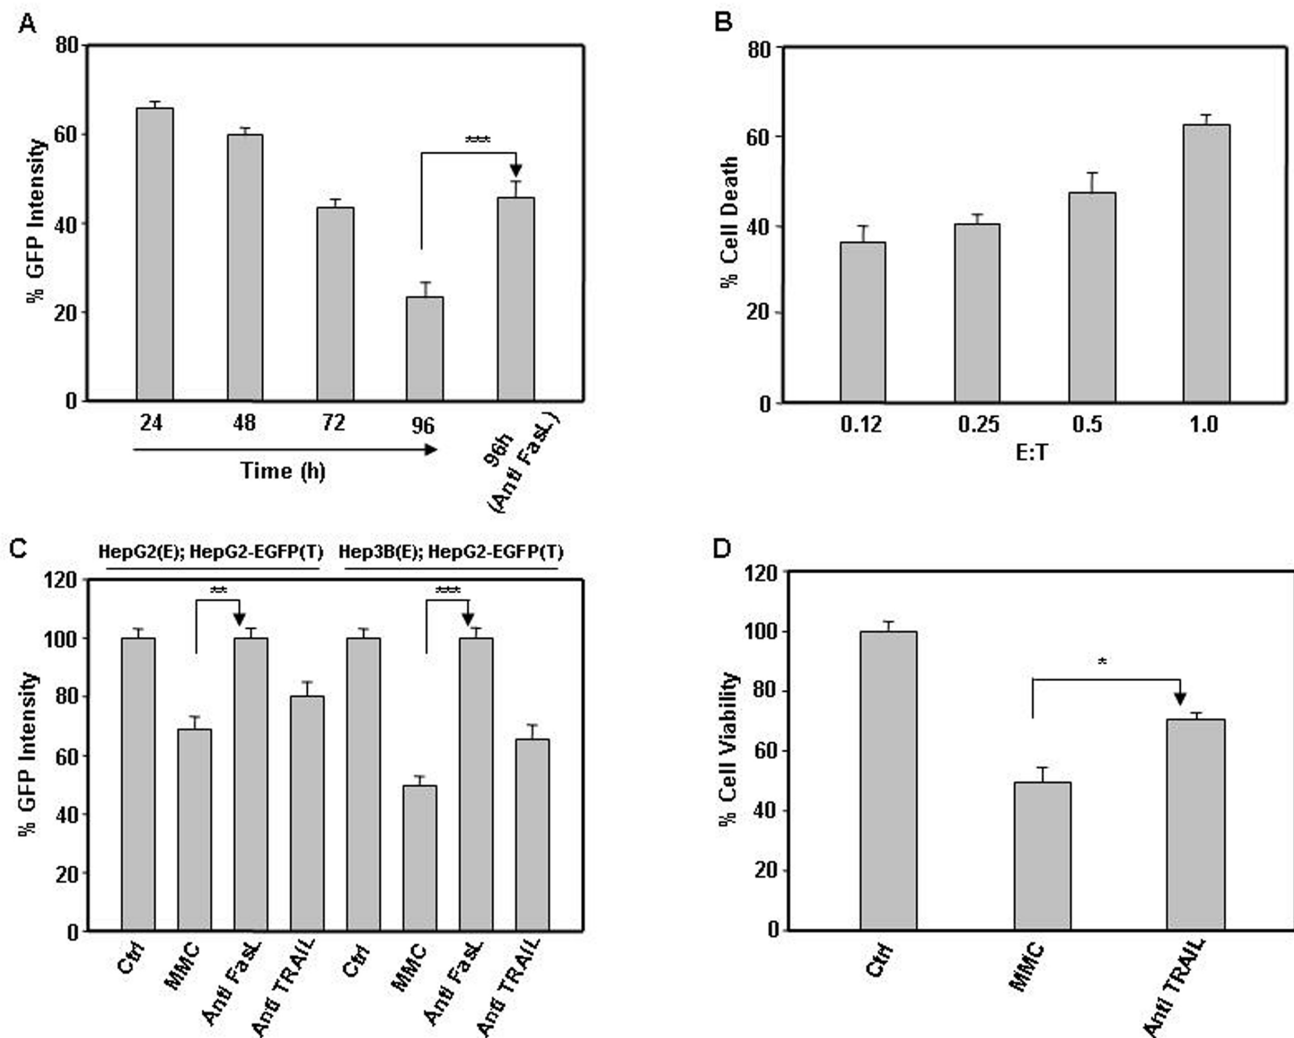 A
80
60
40
20
0
% GFP Intensity
***
24 48 72 96 96h
(Anti FasL)
Time (h)
B
80
60
40
20
0
% Cell Death
0.12 0.25 0.5 1.0
E:T
C
HepG2(E); HepG2-EGFP(T) Hep3B(E); HepG2-EGFP(T)
120
100
80
60
40
20
0
% GFP Intensity
** ***
Ctrl MMC Anti FasL Anti TRAIL Ctrl MMC Anti FasL Anti TRAIL
D
120
100
80
60
40
20
0
% Cell Viability
*
Ctrl MMC Anti TRAIL